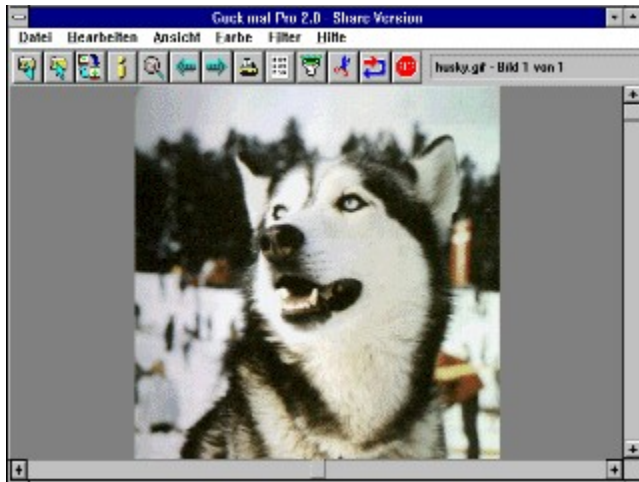 Guck mal Pro 2.0 - Share Version
Datei Bearbeiten Ansicht Farbe Filter Hilfe
STOP husky.gif - Bild 1 von 1